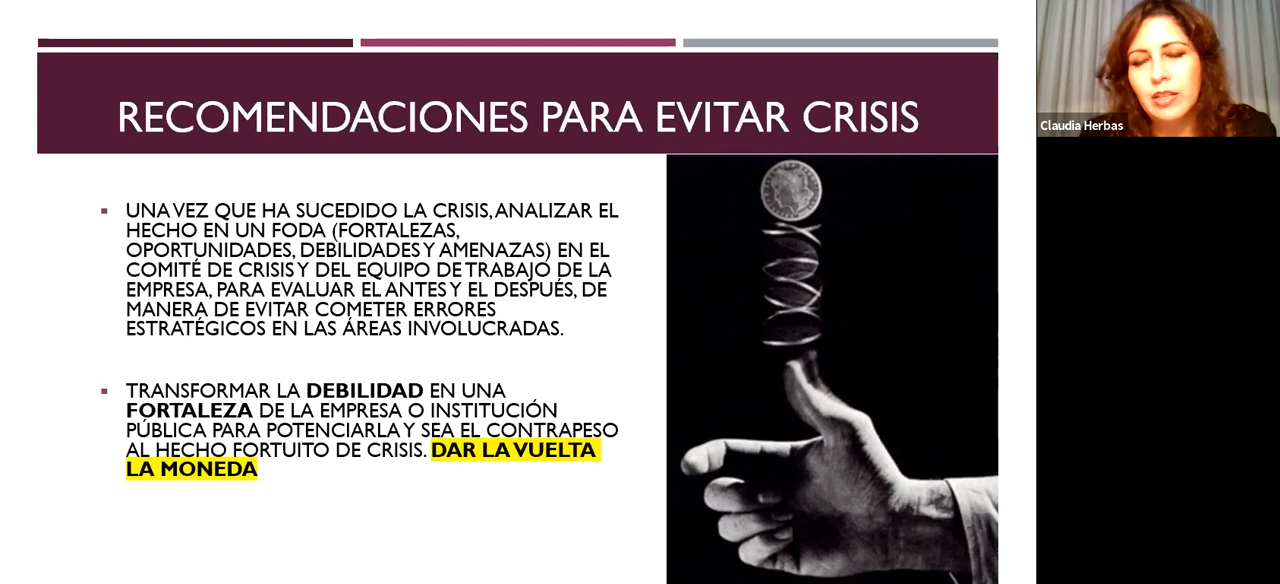 RECOMENDACIONES PARA EVITAR CRISIS
UNA VEZ QUE HA SUCEDIDO LA CRISIS, ANALIZAR EL
HECHO EN UN FODA (FORTALEZAS,
OPORTUNIDADES, DEBILIDADES Y AMENAZAS) EN EL
COMITÉ DE CRISIS Y DEL EQUIPO DE TRABAJO DE LA
EMPRESA, PARA EVALUAR EL ANTES Y EL DESPUÉS, DE
MANERA DE EVITAR COMETER ERRORES
ESTRATÉGICOS EN LAS ÁREAS INVOLUCRADAS.
TRANSFORMAR LA DEBILIDAD EN UNA
FORTALEZA DE LA EMPRESA O INSTITUCIÓN
PÚBLICA PARA POTENCIARLA Y SEA EL CONTRAPESO
AL HECHO FORTUITO DE CRISIS. DAR LA VUELTA
LA MONEDA
Claudia Herbas